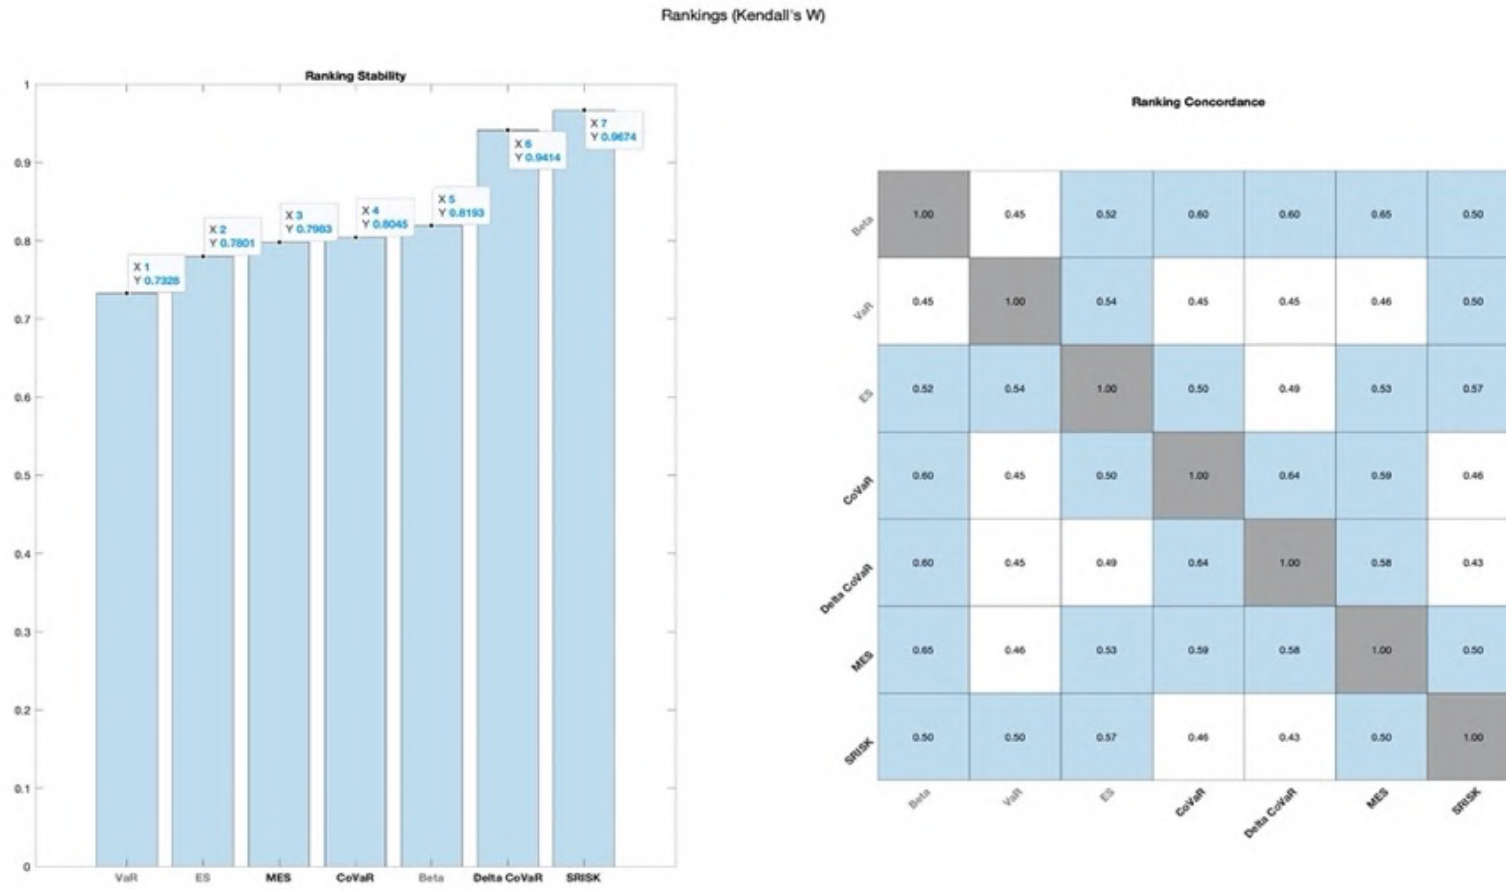 Rankings (Kendall's W)
Ranking Stability
1
0.9
0.8
0.7
0.6
0.5
0.4
0.3
0.2
0.1
0
X 1
Y 0.7328
X 2
Y 0.7801
X 3
Y 0.7983
X 4
Y 0.8045
X 5
Y 0.8193
X 6
Y 0.9414
X 7
Y 0.9674
VaR ES MES CoVaR Beta Delta CoVaR SRISK
Ranking Concordance
Beta 1.00 0.45 0.52 0.60 0.60 0.65 0.50
VaR 0.45 1.00 0.54 0.45 0.45 0.46 0.50
ES 0.52 0.54 1.00 0.50 0.49 0.53 0.57
CoVaR 0.60 0.45 0.50 1.00 0.64 0.59 0.46
Delta CoVaR 0.60 0.45 0.49 0.64 1.00 0.58 0.43
MES 0.65 0.46 0.53 0.59 0.58 1.00 0.50
SRISK 0.50 0.50 0.57 0.46 0.43 0.50 1.00
Beta VaR ES CoVaR Delta CoVaR MES SRISK